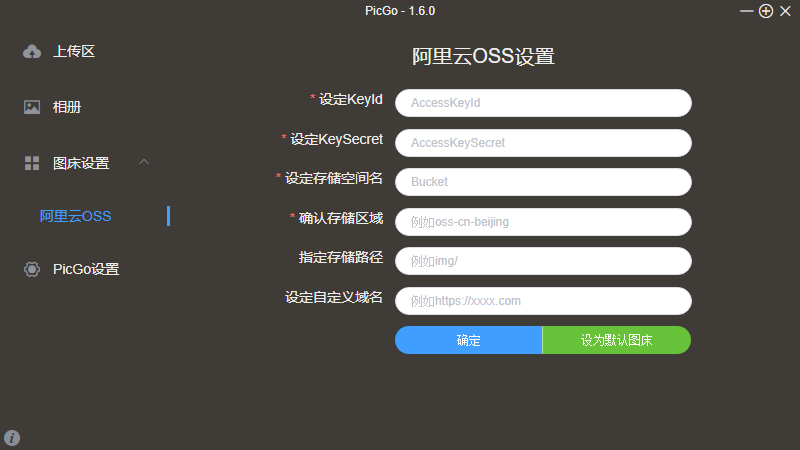 PicGo - 1.6.0
上传区
相册
图床设置
阿里云OSS
PicGo设置
阿里云OSS设置
* 设定KeyId
AccessKeyId
* 设定KeySecret
AccessKeySecret
* 设定存储空间名
Bucket
* 确认存储区域
例如oss-cn-beijing
指定存储路径
例如img/
设定自定义域名
例如https://xxxx.com
确定
设为默认图床
i